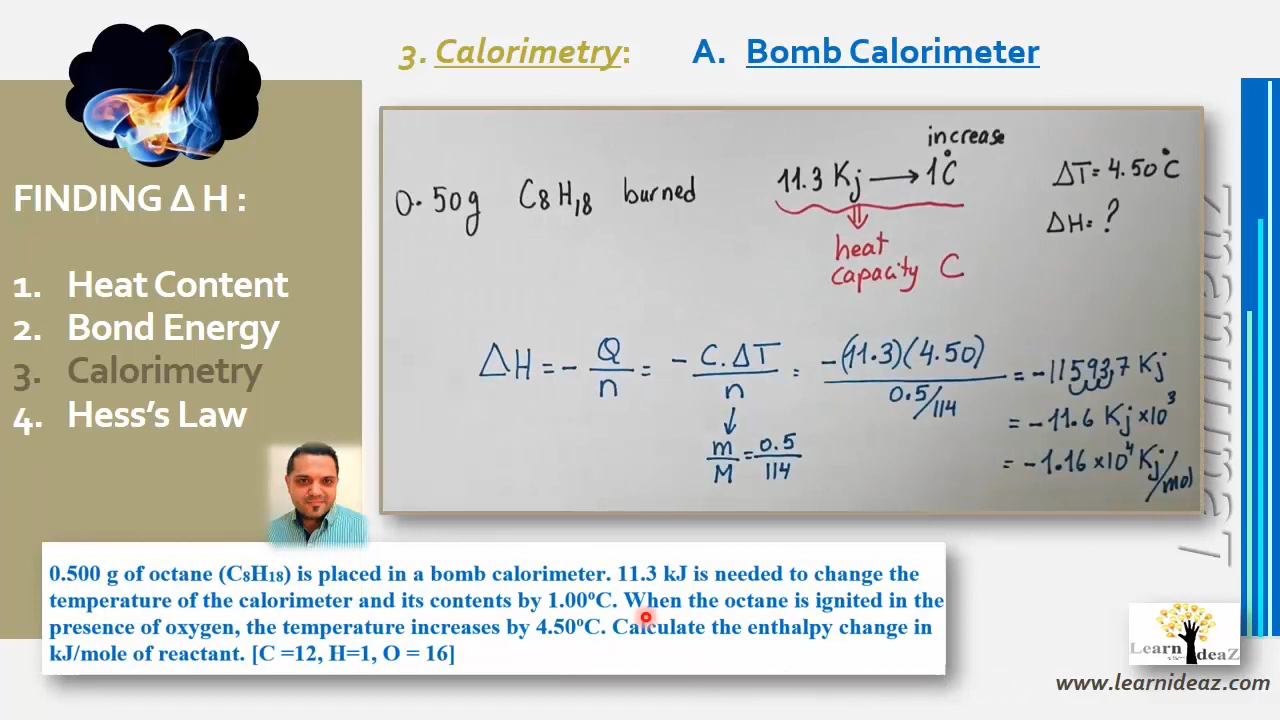 3. Calorimetry: A. Bomb Calorimeter
FINDING Δ H :
1. Heat Content
2. Bond Energy
3. Calorimetry
4. Hess’s Law
0.50g C8H18 burned
increase
11.3 Kj → 1°C
heat
capacity C
ΔT= 4.50°C
ΔH= ?
ΔH = - Q/n = - C.ΔT/n = -(11.3)(4.50)/0.5/114 = -11593,7 Kj
= -11.6 Kj ×10³
= -1.16×10⁴ Kj/mol
m/M = 0.5/114
0.500 g of octane (C₈H₁₈) is placed in a bomb calorimeter. 11.3 kJ is needed to change the
temperature of the calorimeter and its contents by 1.00ºC. When the octane is ignited in the
presence of oxygen, the temperature increases by 4.50ºC. Calculate the enthalpy change in
kJ/mole of reactant. [C =12, H=1, O = 16]
Learn ideaZ
www.learnideaz.com